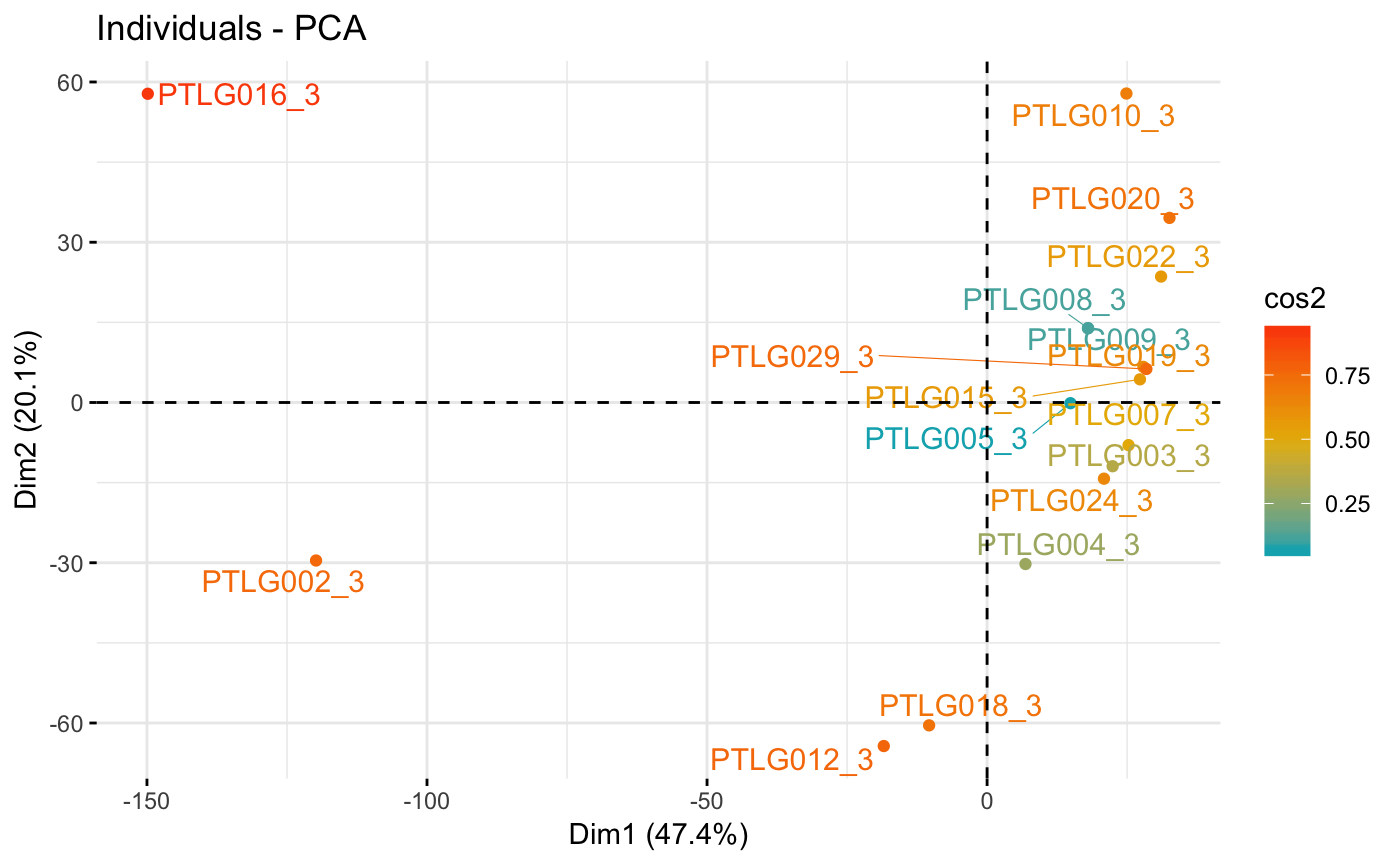 Individuals - PCA
60
PTLG016_3
PTLG010_3
PTLG020_3
30
PTLG022_3
PTLG008_3
PTLG009_3
PTLG029_3
PTLG019_3
0
PTLG015_3
PTLG007_3
PTLG005_3
PTLG003_3
PTLG024_3
PTLG004_3
-30
PTLG002_3
PTLG018_3
-60
PTLG012_3
-150
-100
-50
0
Dim1 (47.4%)
Dim2 (20.1%)
cos2
0.75
0.50
0.25